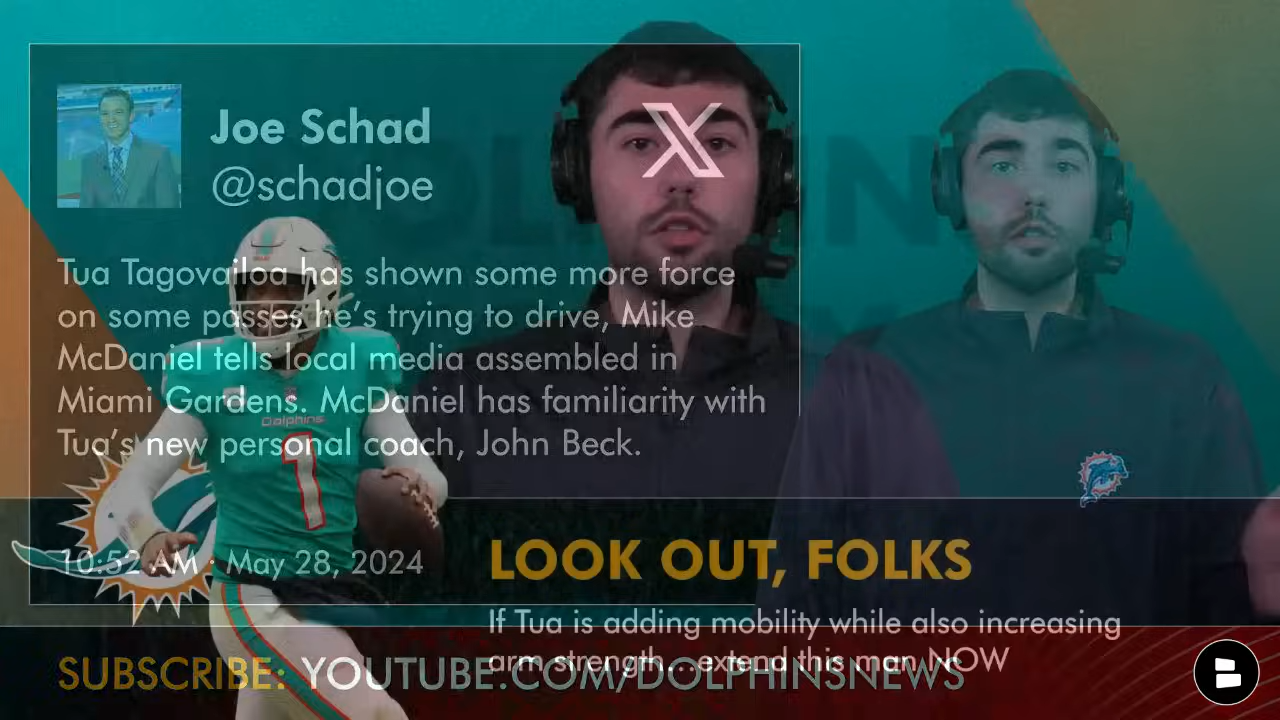 Joe Schad
@schadjoe
Tua Tagovailoa has shown some more force
on some passes he's trying to drive, Mike
McDaniel tells local media assembled in
Miami Gardens. McDaniel has familiarity with
Tua's new personal coach, John Beck.
10:52 AM · May 28, 2024
Dolphins
1
LOOK OUT, FOLKS
If Tua is adding mobility while also increasing
arm strength...extend this man NOW
SUBSCRIBE: YOUTUBE.COM/DOLPHINSNEWS